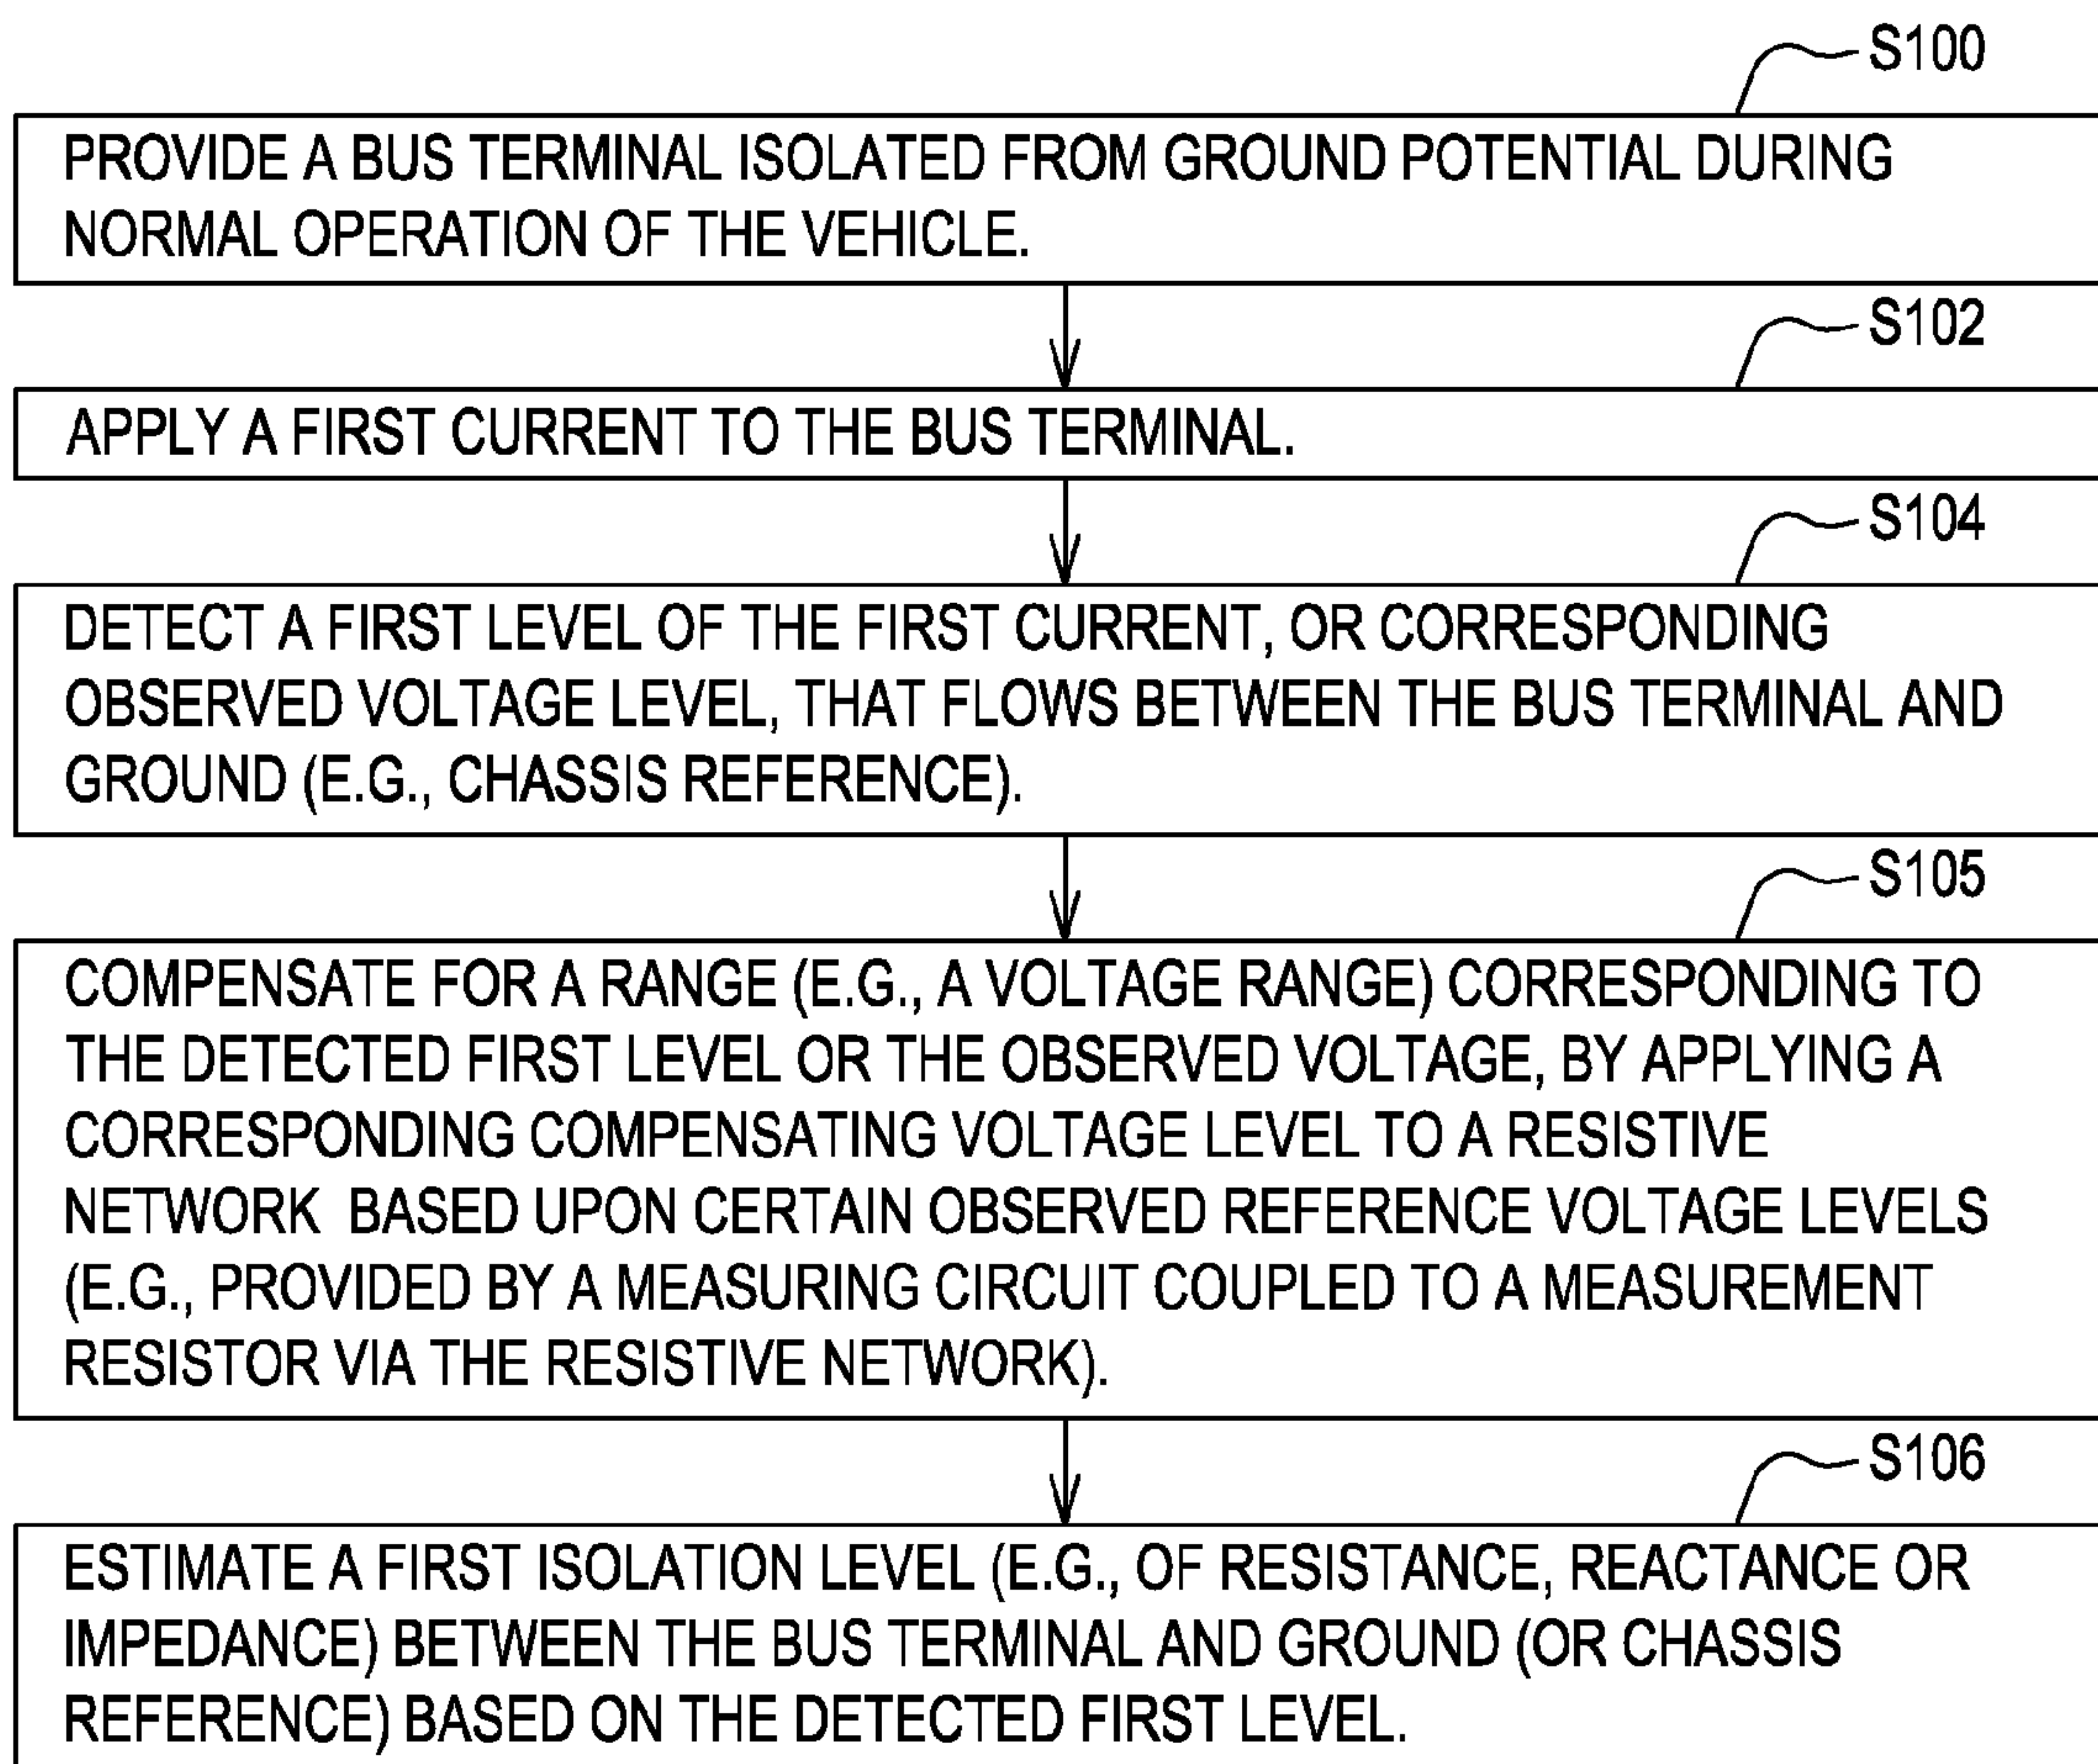 S100
PROVIDE A BUS TERMINAL ISOLATED FROM GROUND POTENTIAL DURING
NORMAL OPERATION OF THE VEHICLE.
S102
APPLY A FIRST CURRENT TO THE BUS TERMINAL.
S104
DETECT A FIRST LEVEL OF THE FIRST CURRENT, OR CORRESPONDING
OBSERVED VOLTAGE LEVEL, THAT FLOWS BETWEEN THE BUS TERMINAL AND
GROUND (E.G., CHASSIS REFERENCE).
S105
COMPENSATE FOR A RANGE (E.G., A VOLTAGE RANGE) CORRESPONDING TO
THE DETECTED FIRST LEVEL OR THE OBSERVED VOLTAGE, BY APPLYING A
CORRESPONDING COMPENSATING VOLTAGE LEVEL TO A RESISTIVE
NETWORK BASED UPON CERTAIN OBSERVED REFERENCE VOLTAGE LEVELS
(E.G., PROVIDED BY A MEASURING CIRCUIT COUPLED TO A MEASUREMENT
RESISTOR VIA THE RESISTIVE NETWORK).
S106
ESTIMATE A FIRST ISOLATION LEVEL (E.G., OF RESISTANCE, REACTANCE OR
IMPEDANCE) BETWEEN THE BUS TERMINAL AND GROUND (OR CHASSIS
REFERENCE) BASED ON THE DETECTED FIRST LEVEL.